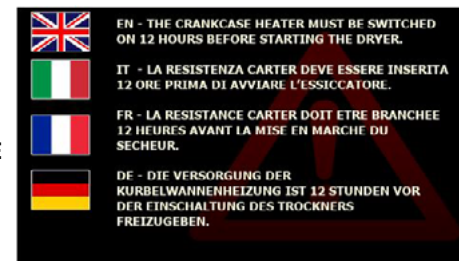 EN - THE CRANKCASE HEATER MUST BE SWITCHED
ON 12 HOURS BEFORE STARTING THE DRYER.
IT - LA RESISTENZA CARTER DEVE ESSERE INSERITA
12 ORE PRIMA DI AVVIARE L'ESSICCATORE.
FR - LA RESISTANCE CARTER DOIT ETRE BRANCHEE
12 HEURES AVANT LA MISE EN MARCHE DU
SECHEUR.
DE - DIE VERSORGUNG DER
KURBELWANNENHEIZUNG IST 12 STUNDEN VOR
DER EINSCHALTUNG DES TROCKNERS
FREIZUGEBEN.